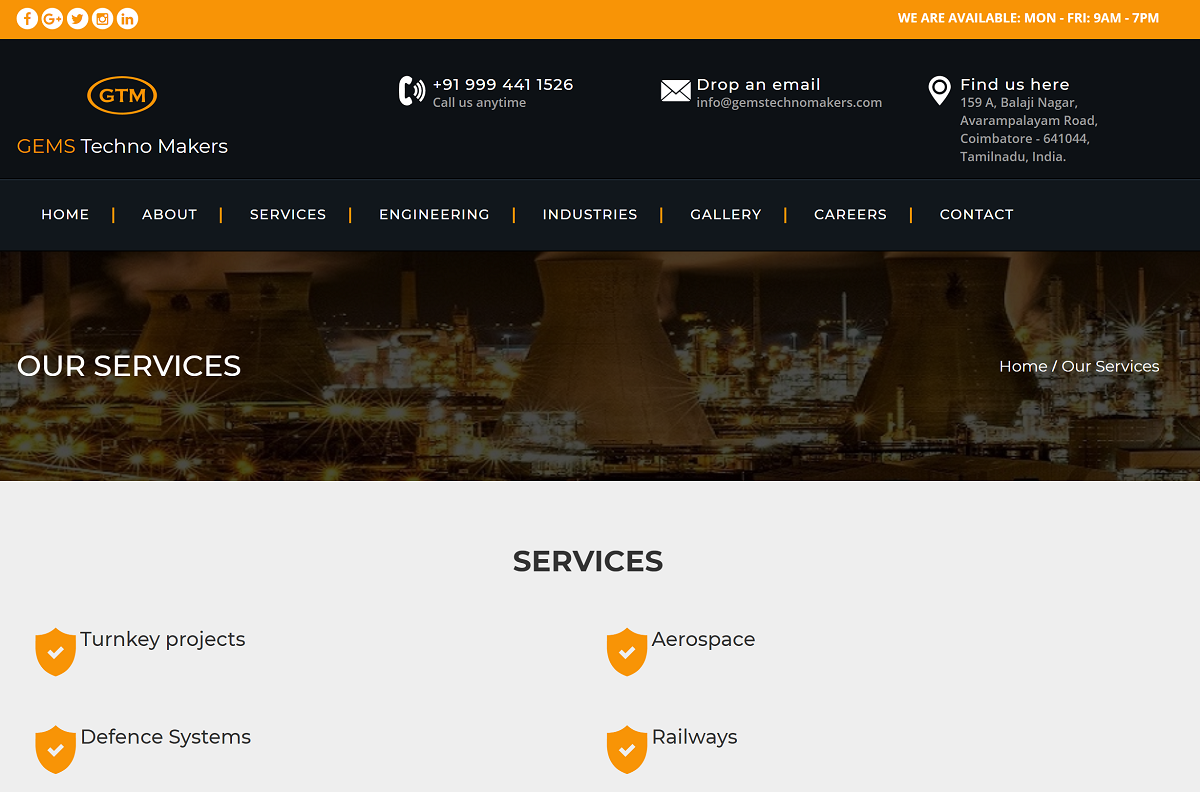 WE ARE AVAILABLE: MON - FRI: 9AM - 7PM
GTM
GEMS Techno Makers
+91 999 441 1526
Call us anytime
Drop an email
info@gemstechnomakers.com
Find us here
159 A, Balaji Nagar,
Avarampalayam Road,
Coimbatore - 641044,
Tamilnadu, India.
HOME | ABOUT | SERVICES | ENGINEERING | INDUSTRIES | GALLERY | CAREERS | CONTACT
OUR SERVICES
Home / Our Services
SERVICES
Turnkey projects
Aerospace
Defence Systems
Railways